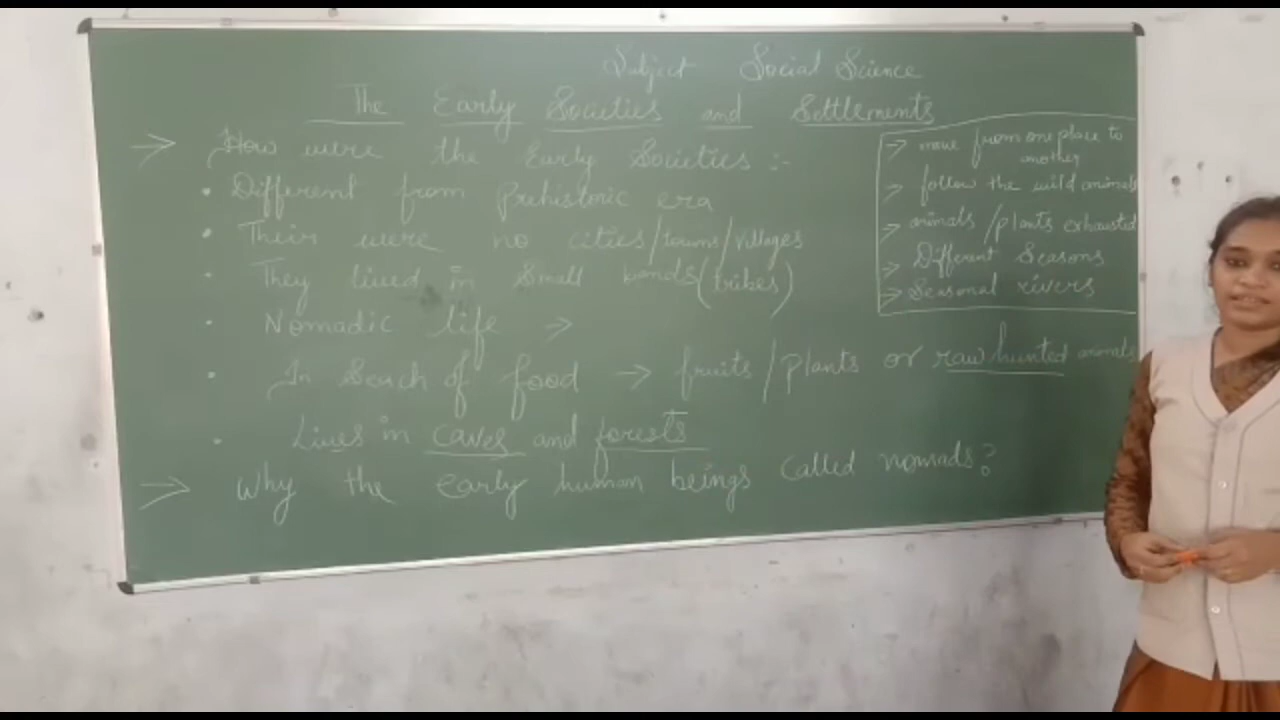 Subject Social Science
The Early Societies and Settlements
→ How were the Early Societies :-
• Different from Prehistoric era
• Their were no cities/towns/villages
• They lived in small bands (tribes)
• Nomadic life →
• In Serch of food → fruits/plants or raw hunted animals
• Lives in caves and forests
→ Why the early human beings called nomads?
→ move from one place to
another
→ follow the wild animals
→ animals/plants exhausted
→ Different Seasons
→ Seasonal rivers